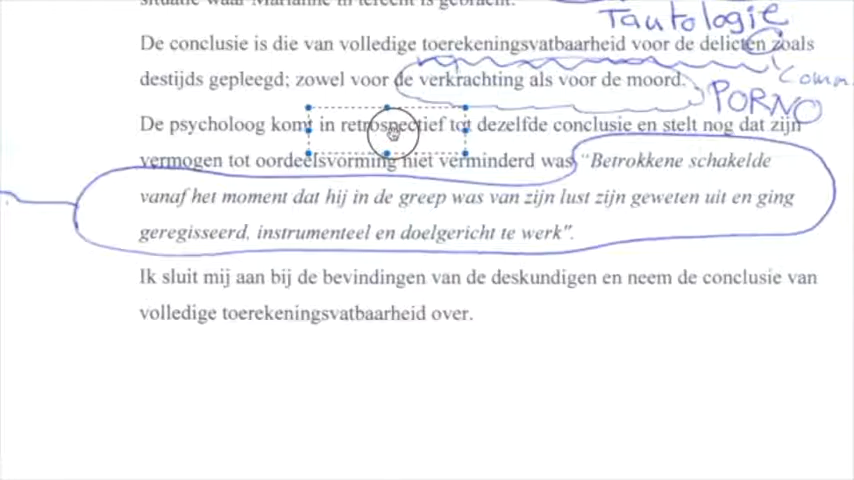 Tautologie
De conclusie is die van volledige toerekeningsvatbaarheid voor de delicten zoals
destijds gepleegd; zowel voor de verkrachting als voor de moord.
PORNO
De psycholoog komt in retrospectief tot dezelfde conclusie en stelt nog dat zijn
vermogen tot oordeelsvorming niet verminderd was "Betrokkene schakelde
vanaf het moment dat hij in de greep was van zijn lust zijn geweten uit en ging
geregisseerd, instrumenteel en doelgericht te werk".
Ik sluit mij aan bij de bevindingen van de deskundigen en neem de conclusie van
volledige toerekeningsvatbaarheid over.